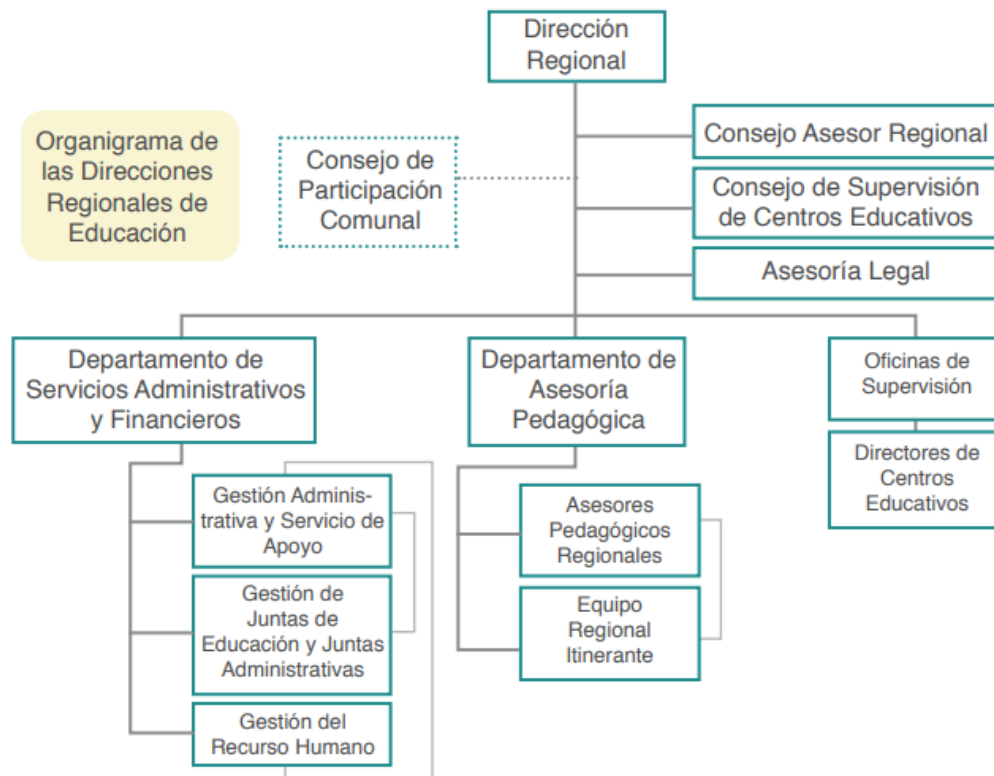 Dirección
Regional
Organigrama de
las Direcciones
Regionales de
Educación
Consejo de
Participación
Comunal
Consejo Asesor Regional
Consejo de Supervisión
de Centros Educativos
Asesoría Legal
Departamento de
Servicios Administrativos
y Financieros
Departamento de
Asesoría
Pedagógica
Oficinas de
Supervisión
Directores de
Centros
Educativos
Gestión Adminis-
trativa y Servicio de
Apoyo
Gestión de
Juntas de
Educación y Juntas
Administrativas
Gestión del
Recurso Humano
Asesores
Pedagógicos
Regionales
Equipo
Regional
Itinerante